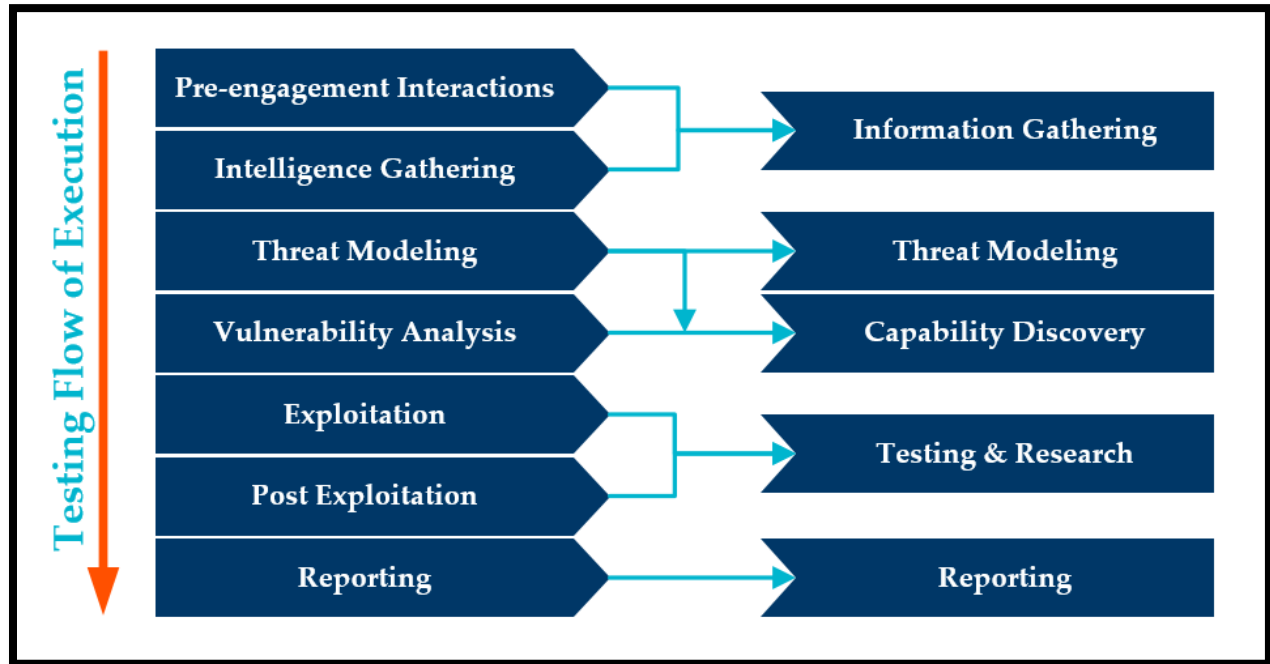 Testing Flow of Execution
Pre-engagement Interactions
Intelligence Gathering
Threat Modeling
Vulnerability Analysis
Exploitation
Post Exploitation
Reporting
Information Gathering
Threat Modeling
Capability Discovery
Testing & Research
Reporting